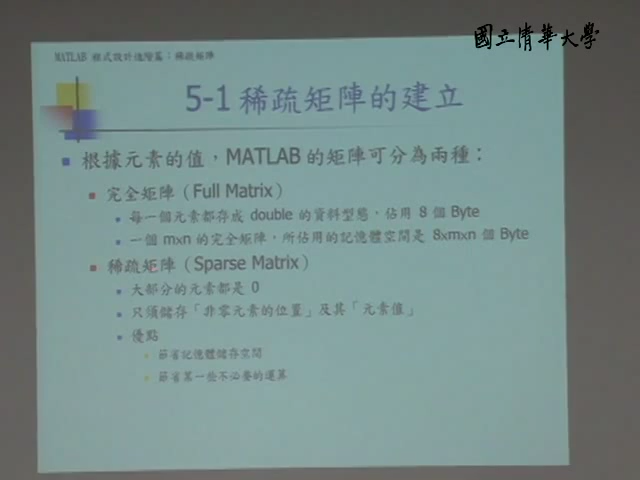 國立清華大學
MATLAB 程式設計進階篇：稀疏矩陣
5-1 稀疏矩陣的建立
根據元素的值，MATLAB 的矩陣可分為兩種：
完全矩陣（Full Matrix）
每一個元素都存成 double 的資料型態，佔用 8 個 Byte
一個 mxn 的完全矩陣，所佔用的記憶體空間是 8xmxn 個 Byte
稀疏矩陣（Sparse Matrix）
大部分的元素都是 0
只須儲存「非零元素的位置」及其「元素值」
優點
節省記憶體儲存空間
節省某一些不必要的運算